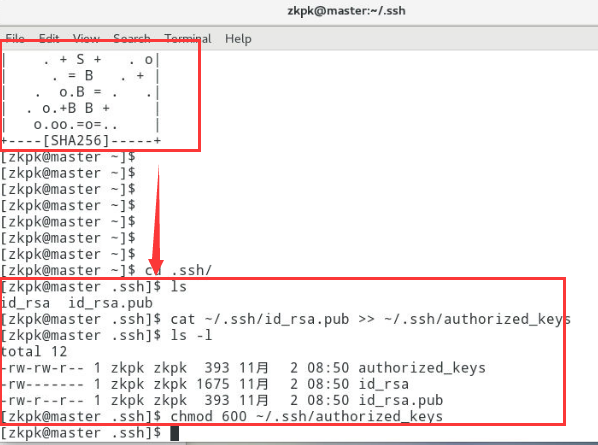 zkpk@master:~/.ssh
File Edit View Search Terminal Help
|    . + S +   . o|
|     . = B   . + |
|   .  o.B = .   .|
|  . o.+B B +     |
|   o.oo.=o=..    |
+----[SHA256]-----+
[zkpk@master ~]$
[zkpk@master ~]$
[zkpk@master ~]$
[zkpk@master ~]$
[zkpk@master ~]$
[zkpk@master ~]$
[zkpk@master ~]$
[zkpk@master ~]$ cd .ssh/
[zkpk@master .ssh]$ ls
id_rsa  id_rsa.pub
[zkpk@master .ssh]$ cat ~/.ssh/id_rsa.pub >> ~/.ssh/authorized_keys
[zkpk@master .ssh]$ ls -l
total 12
-rw-rw-r-- 1 zkpk zkpk  393 11月   2 08:50 authorized_keys
-rw------- 1 zkpk zkpk 1675 11月   2 08:50 id_rsa
-rw-r--r-- 1 zkpk zkpk  393 11月   2 08:50 id_rsa.pub
[zkpk@master .ssh]$ chmod 600 ~/.ssh/authorized_keys
[zkpk@master .ssh]$